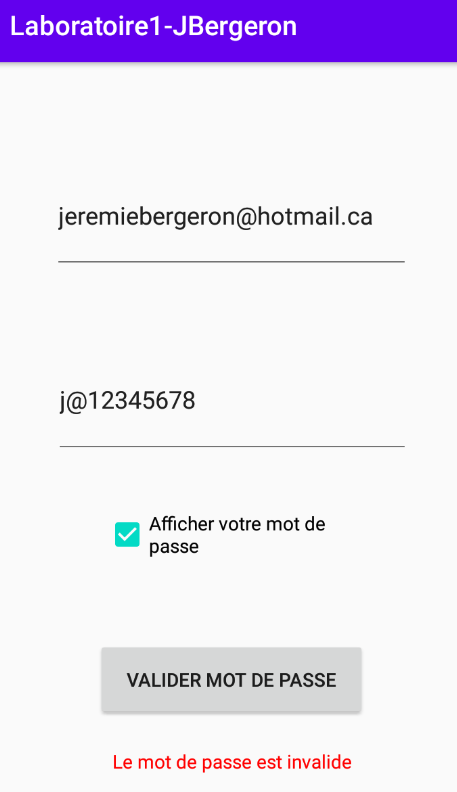 Laboratoire1-JBergeron
jeremiebergeron@hotmail.ca
j@12345678
Afficher votre mot de
passe
VALIDER MOT DE PASSE
Le mot de passe est invalide